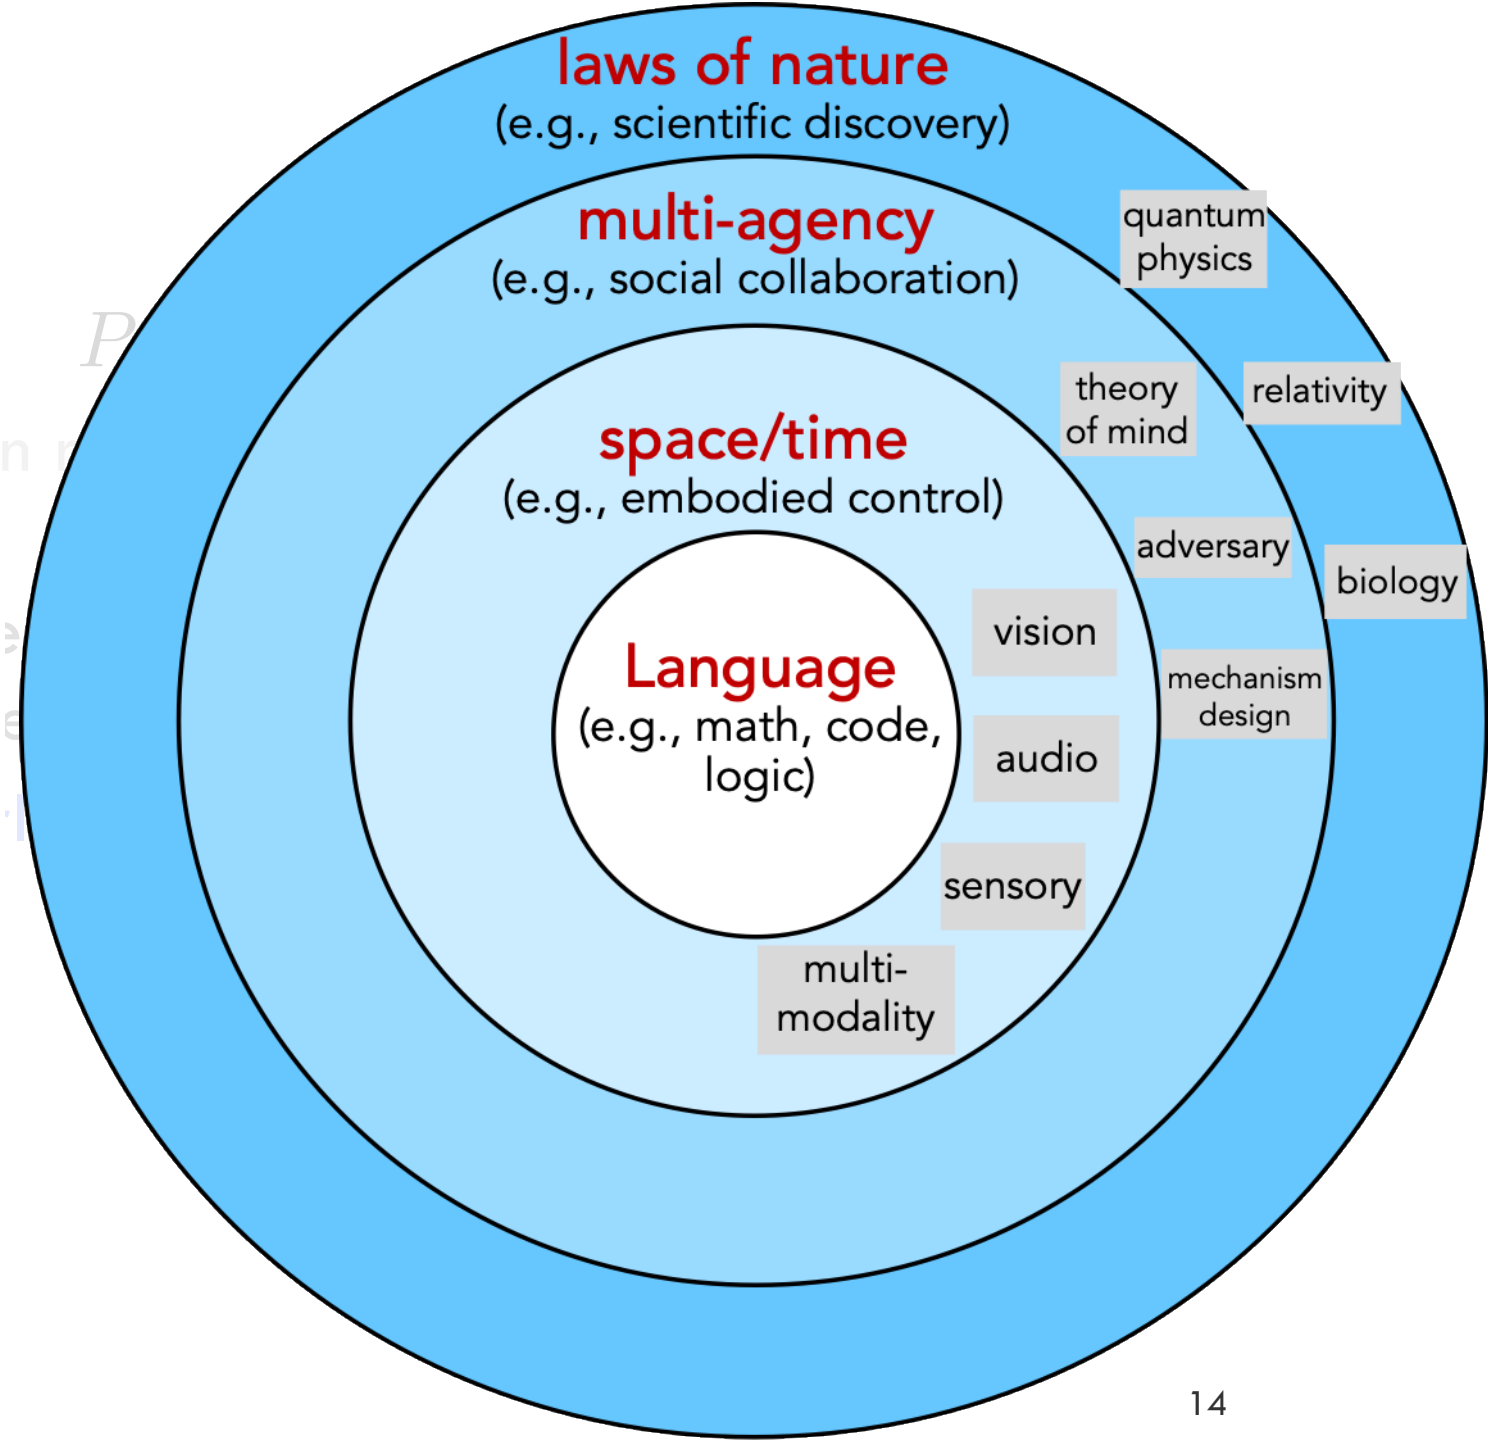 laws of nature
(e.g., scientific discovery)
multi-agency
(e.g., social collaboration)
quantum
physics
P
theory
of mind
relativity
space/time
(e.g., embodied control)
n
adversary
biology
vision
Language
(e.g., math, code,
logic)
mechanism
design
audio
sensory
multi-
modality
14